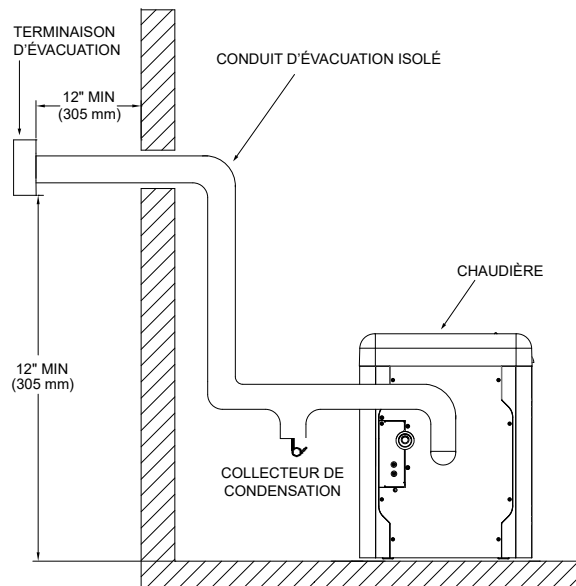 TERMINAISON
D'ÉVACUATION
CONDUIT D'ÉVACUATION ISOLÉ
12" MIN
(305 mm)
CHAUDIÈRE
12" MIN
(305 mm)
COLLECTEUR DE
CONDENSATION